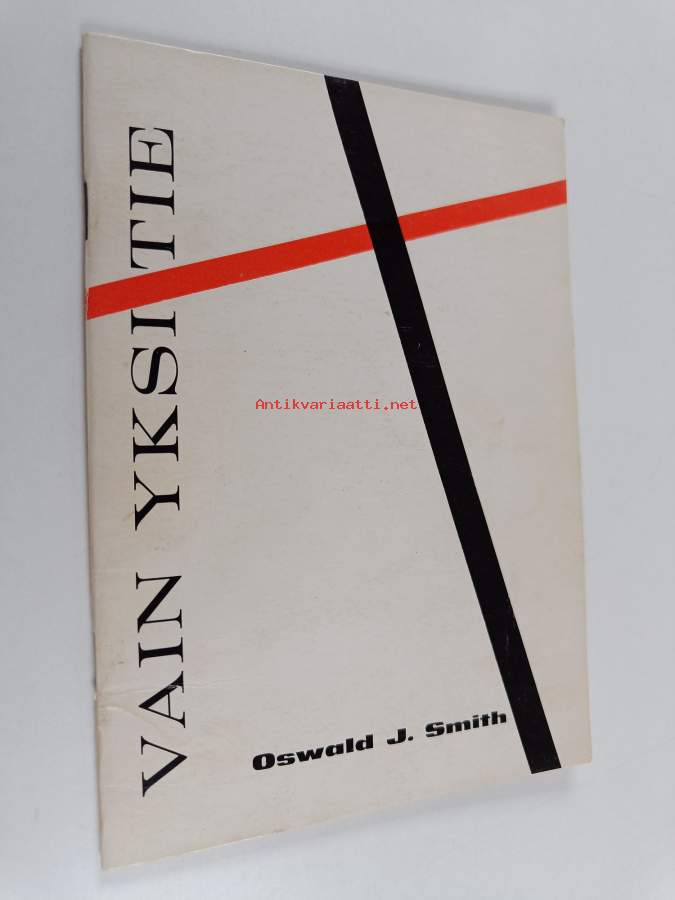 VAIN YKSI TIE
Antikvariaatti.net
Oswald J. Smith